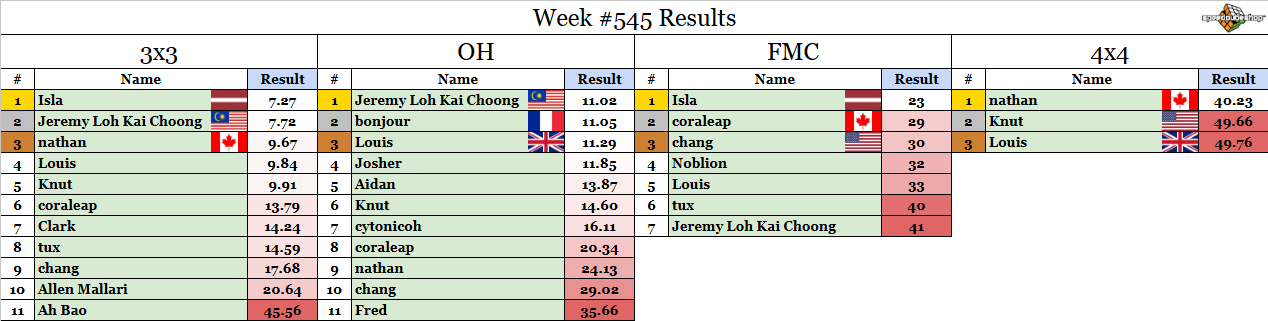 Week #545 Results
speedcubeshop
3x3 OH FMC 4x4
# Name Result # Name Result # Name Result # Name Result
1 Isla 7.27 1 Jeremy Loh Kai Choong 11.02 1 Isla 23 1 nathan 40.23
2 Jeremy Loh Kai Choong 7.72 2 bonjour 11.05 2 coraleap 29 2 Knut 49.66
3 nathan 9.67 3 Louis 11.29 3 chang 30 3 Louis 49.76
4 Louis 9.84 4 Josher 11.85 4 Noblion 32
5 Knut 9.91 5 Aidan 13.87 5 Louis 33
6 coraleap 13.79 6 Knut 14.60 6 tux 40
7 Clark 14.24 7 cytonicoh 16.11 7 Jeremy Loh Kai Choong 41
8 tux 14.59 8 coraleap 20.34
9 chang 17.68 9 nathan 24.13
10 Allen Mallari 20.64 10 chang 29.02
11 Ah Bao 45.56 11 Fred 35.66